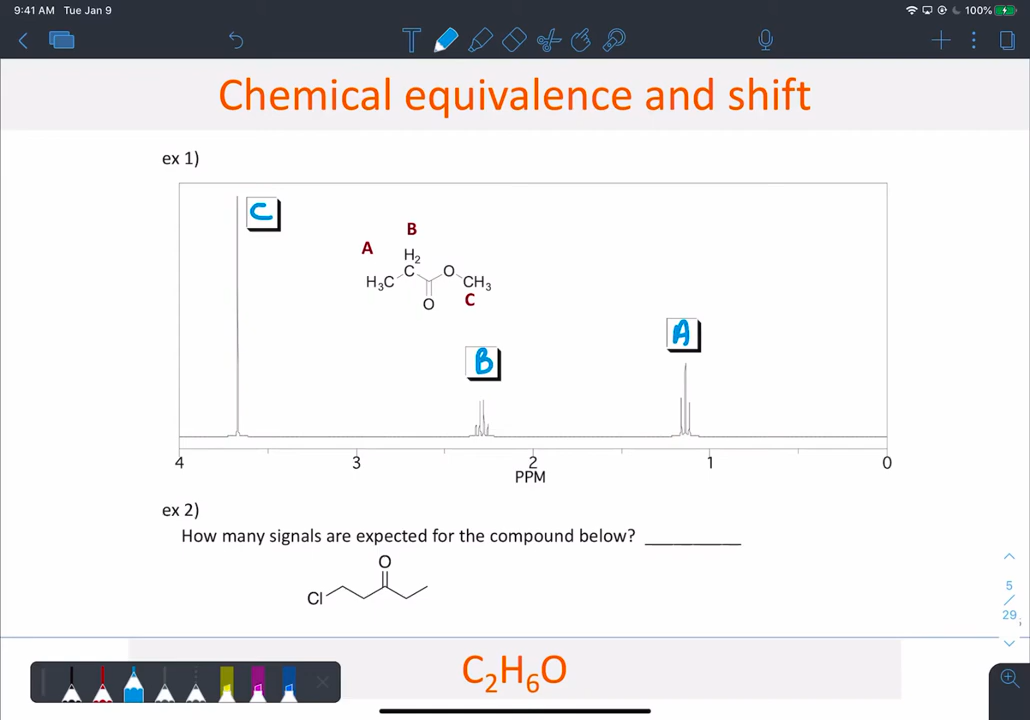 9:41 AM Tue Jan 9
100%
T
Chemical equivalence and shift
ex 1)
C
B
A
H2
C
O
H3C
CH3
O
C
A
B
4 3 2 1 0
PPM
ex 2)
How many signals are expected for the compound below? __________
O
Cl
5
/
29
C2H6O